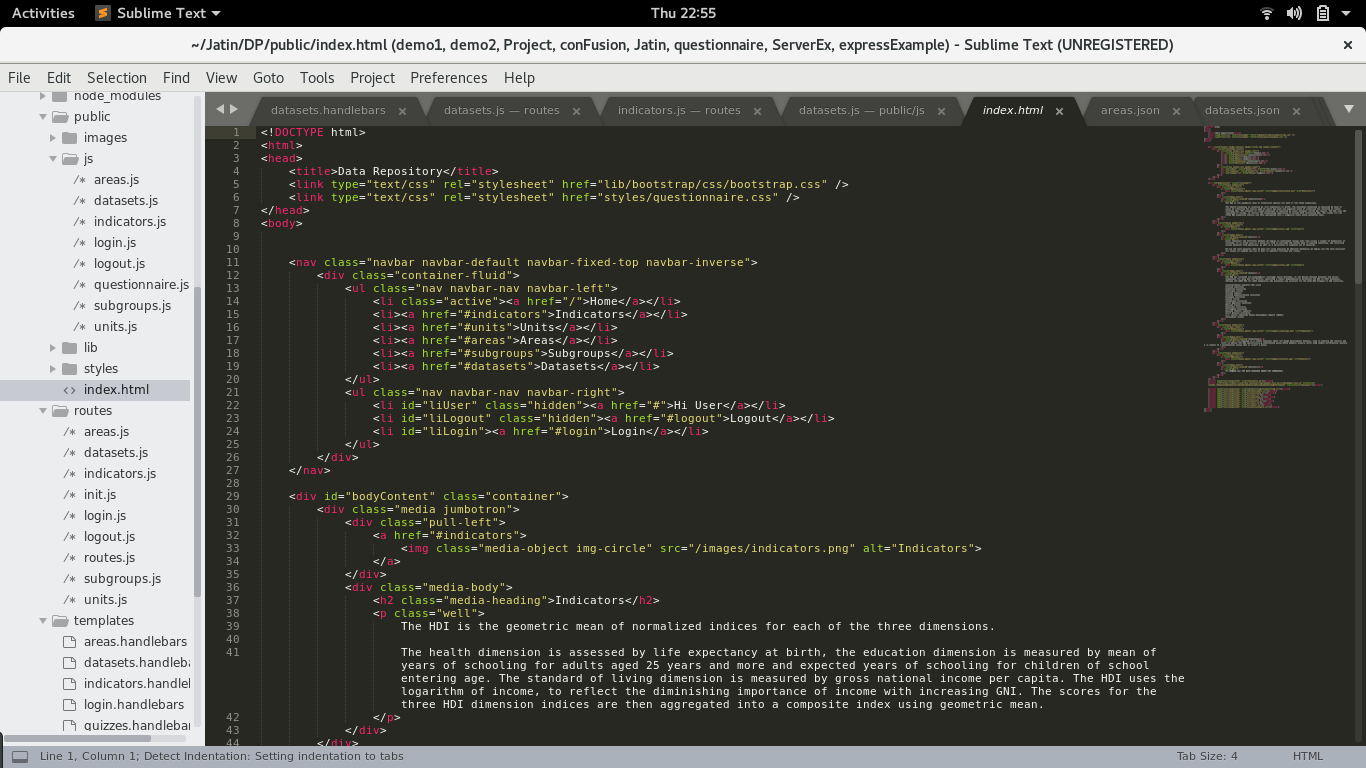 Activities Sublime Text Thu 22:55
~/Jatin/DP/public/index.html (demo1, demo2, Project, conFusion, Jatin, questionnaire, ServerEx, expressExample) - Sublime Text (UNREGISTERED)
File Edit Selection Find View Goto Tools Project Preferences Help
node_modules
public
images
js
/* areas.js
/* datasets.js
/* indicators.js
/* login.js
/* logout.js
/* questionnaire.js
/* subgroups.js
/* units.js
lib
styles
<> index.html
routes
/* areas.js
/* datasets.js
/* indicators.js
/* init.js
/* login.js
/* logout.js
/* routes.js
/* subgroups.js
/* units.js
templates
areas.handlebars
datasets.handleba
indicators.handlel
login.handlebars
quizzes.handlebar
datasets.handlebars × datasets.js — routes × indicators.js — routes × datasets.js — public/js × index.html × areas.json × datasets.json ×
1 <!DOCTYPE html>
2 <html>
3 <head>
4 <title>Data Repository</title>
5 <link type="text/css" rel="stylesheet" href="lib/bootstrap/css/bootstrap.css" />
6 <link type="text/css" rel="stylesheet" href="styles/questionnaire.css" />
7 </head>
8 <body>
9
10
11 <nav class="navbar navbar-default navbar-fixed-top navbar-inverse">
12 <div class="container-fluid">
13 <ul class="nav navbar-nav navbar-left">
14 <li class="active"><a href="/">Home</a></li>
15 <li><a href="#indicators">Indicators</a></li>
16 <li><a href="#units">Units</a></li>
17 <li><a href="#areas">Areas</a></li>
18 <li><a href="#subgroups">Subgroups</a></li>
19 <li><a href="#datasets">Datasets</a></li>
20 </ul>
21 <ul class="nav navbar-nav navbar-right">
22 <li id="liUser" class="hidden"><a href="#">Hi User</a></li>
23 <li id="liLogout" class="hidden"><a href="#logout">Logout</a></li>
24 <li id="liLogin"><a href="#login">Login</a></li>
25 </ul>
26 </div>
27 </nav>
28
29 <div id="bodyContent" class="container">
30 <div class="media jumbotron">
31 <div class="pull-left">
32 <a href="#indicators">
33 <img class="media-object img-circle" src="/images/indicators.png" alt="Indicators">
34 </a>
35 </div>
36 <div class="media-body">
37 <h2 class="media-heading">Indicators</h2>
38 <p class="well">
39 The HDI is the geometric mean of normalized indices for each of the three dimensions.
40
41 The health dimension is assessed by life expectancy at birth, the education dimension is measured by mean of
years of schooling for adults aged 25 years and more and expected years of schooling for children of school
entering age. The standard of living dimension is measured by gross national income per capita. The HDI uses the
logarithm of income, to reflect the diminishing importance of income with increasing GNI. The scores for the
three HDI dimension indices are then aggregated into a composite index using geometric mean.
42 </p>
43 </div>
44 </div>
Line 1, Column 1; Detect Indentation: Setting indentation to tabs Tab Size: 4 HTML